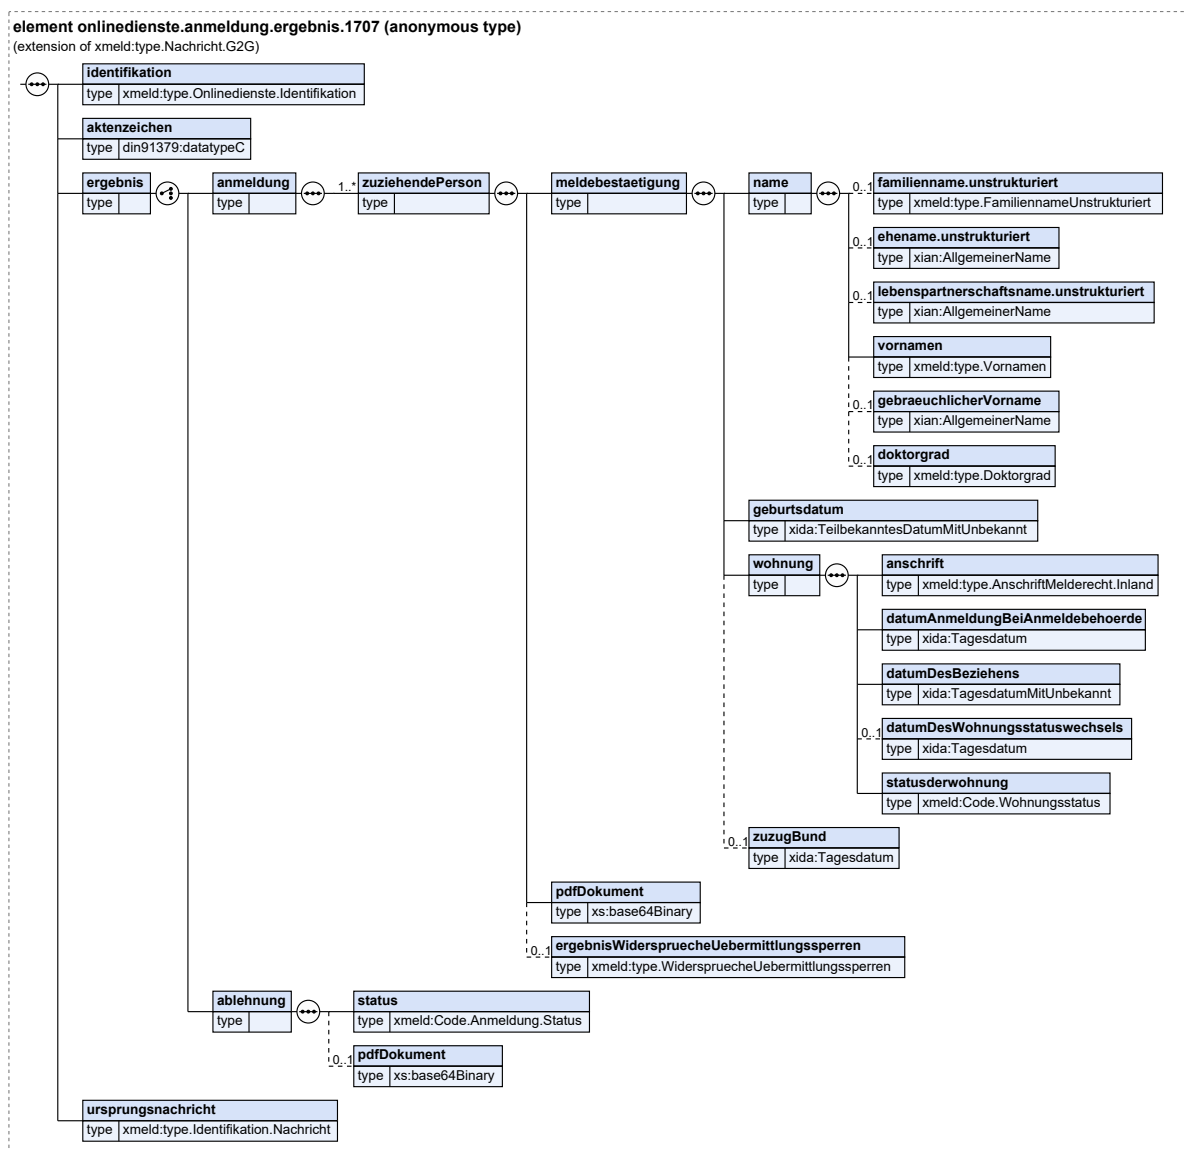 element onlinedienste.anmeldung.ergebnis.1707 (anonymous type)
(extension of xmeld:type.Nachricht.G2G)
identifikation
type xmeld:type.Onlinedienste.Identifikation
aktenzeichen
type din91379:datatypeC
ergebnis
type
anmeldung
type
1..*
zuziehendePerson
type
meldebestaetigung
type
name
type
0..1
familienname.unstrukturiert
type xmeld:type.FamiliennameUnstrukturiert
0..1
ehename.unstrukturiert
type xian:AllgemeinerName
0..1
lebenspartnerschaftsname.unstrukturiert
type xian:AllgemeinerName
vornamen
type xmeld:type.Vornamen
0..1
gebraeuchlicherVorname
type xian:AllgemeinerName
0..1
doktorgrad
type xmeld:type.Doktorgrad
geburtsdatum
type xida:TeilbekanntesDatumMitUnbekannt
wohnung
type
anschrift
type xmeld:type.AnschriftMelderecht.Inland
datumAnmeldungBeiAnmeldebehoerde
type xida:Tagesdatum
datumDesBeziehens
type xida:TagesdatumMitUnbekannt
0..1
datumDesWohnungsstatuswechsels
type xida:Tagesdatum
statusderwohnung
type xmeld:Code.Wohnungsstatus
0..1
zuzugBund
type xida:Tagesdatum
pdfDokument
type xs:base64Binary
0..1
ergebnisWiderspruecheUebermittlungssperren
type xmeld:type.WiderspruecheUebermittlungssperren
ablehnung
type
status
type xmeld:Code.Anmeldung.Status
0..1
pdfDokument
type xs:base64Binary
ursprungsnachricht
type xmeld:type.Identifikation.Nachricht